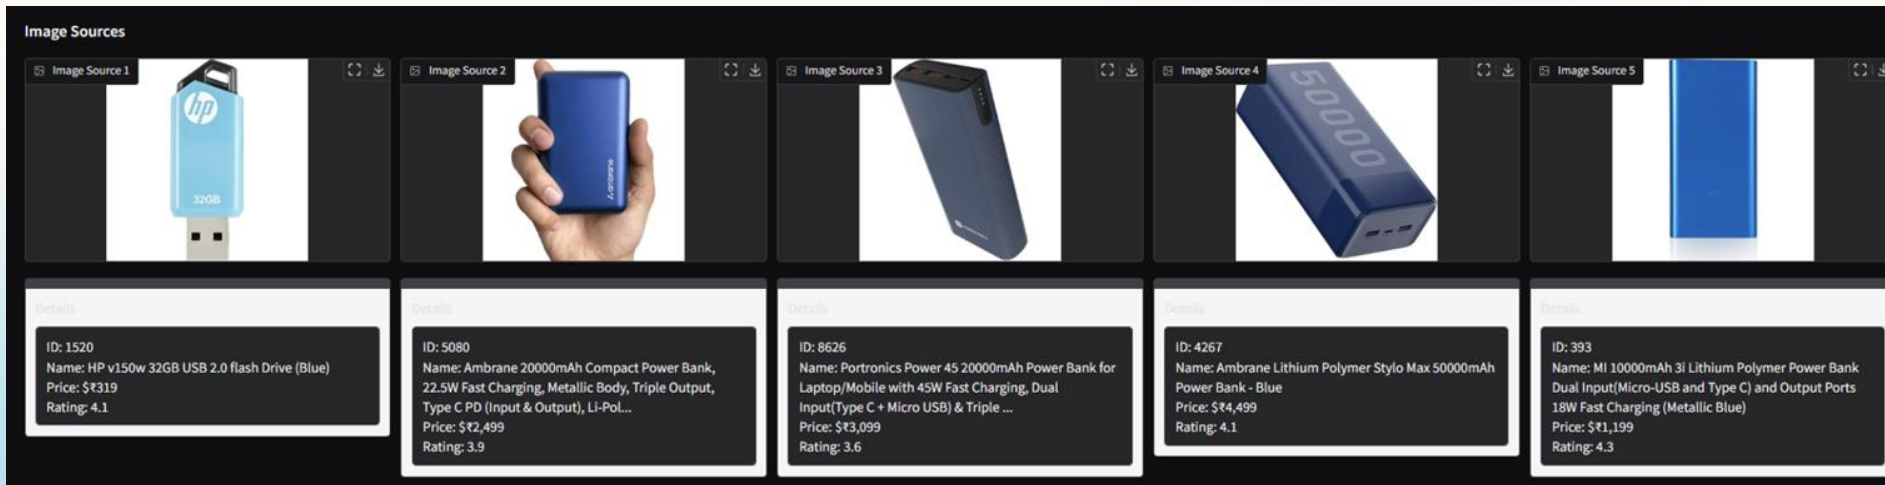 Image Sources
Image Source 1
Image Source 2
Image Source 3
Image Source 4
Image Source 5
hp
32GB
ambrane
50000
Details
ID: 1520
Name: HP v150w 32GB USB 2.0 flash Drive (Blue)
Price: $₹319
Rating: 4.1
Details
ID: 5080
Name: Ambrane 20000mAh Compact Power Bank,
22.5W Fast Charging, Metallic Body, Triple Output,
Type C PD (Input & Output), Li-Pol...
Price: $₹2,499
Rating: 3.9
Details
ID: 8626
Name: Portronics Power 45 20000mAh Power Bank for
Laptop/Mobile with 45W Fast Charging, Dual
Input(Type C + Micro USB) & Triple ...
Price: $₹3,099
Rating: 3.6
Details
ID: 4267
Name: Ambrane Lithium Polymer Stylo Max 50000mAh
Power Bank - Blue
Price: $₹4,499
Rating: 4.1
Details
ID: 393
Name: MI 10000mAh 3i Lithium Polymer Power Bank
Dual Input(Micro-USB and Type C) and Output Ports
18W Fast Charging (Metallic Blue)
Price: $₹1,199
Rating: 4.3